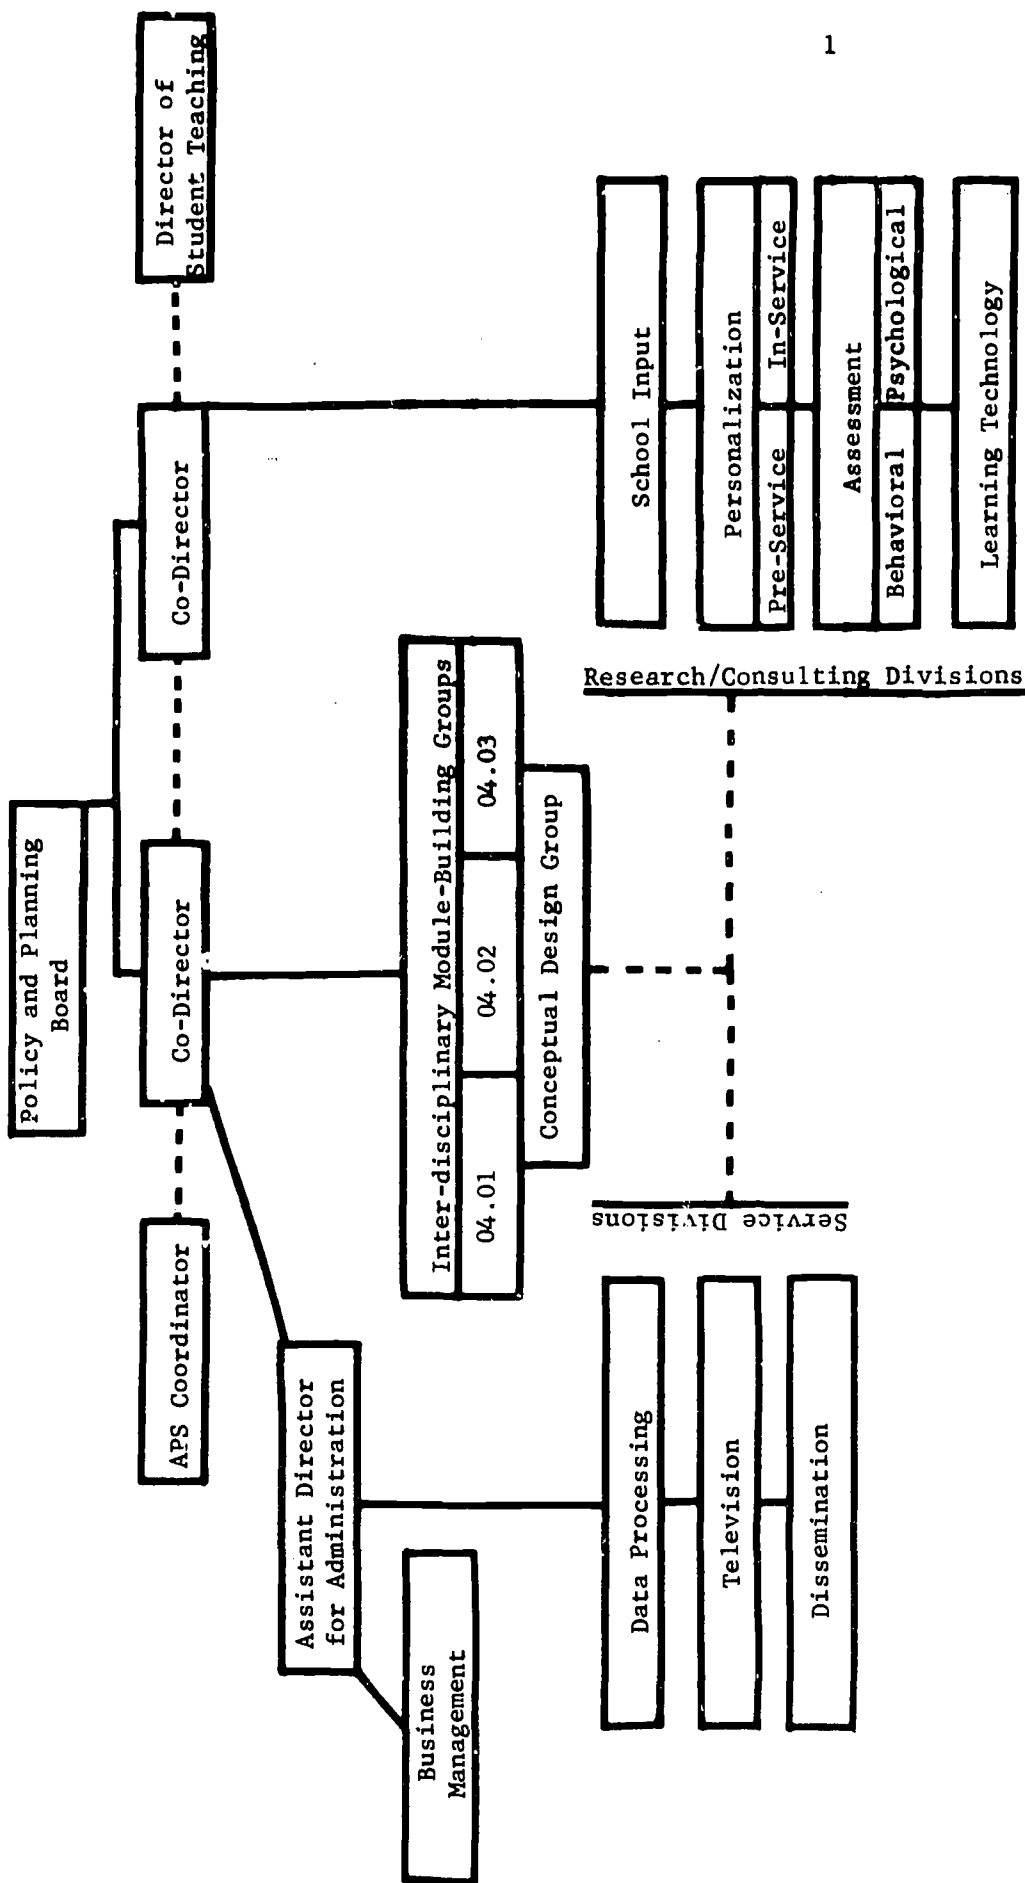 1
Policy and Planning
Board
APS Coordinator
Co-Director
Co-Director
Director of
Student Teaching
Assistant Director
for Administration
Business
Management
Inter-disciplinary Module-Building Groups
04.01
04.02
04.03
Conceptual Design Group
Service Divisions
Research/Consulting Divisions
Data Processing
Television
Dissemination
School Input
Personalization
Pre-Service
In-Service
Assessment
Behavioral
Psychological
Learning Technology